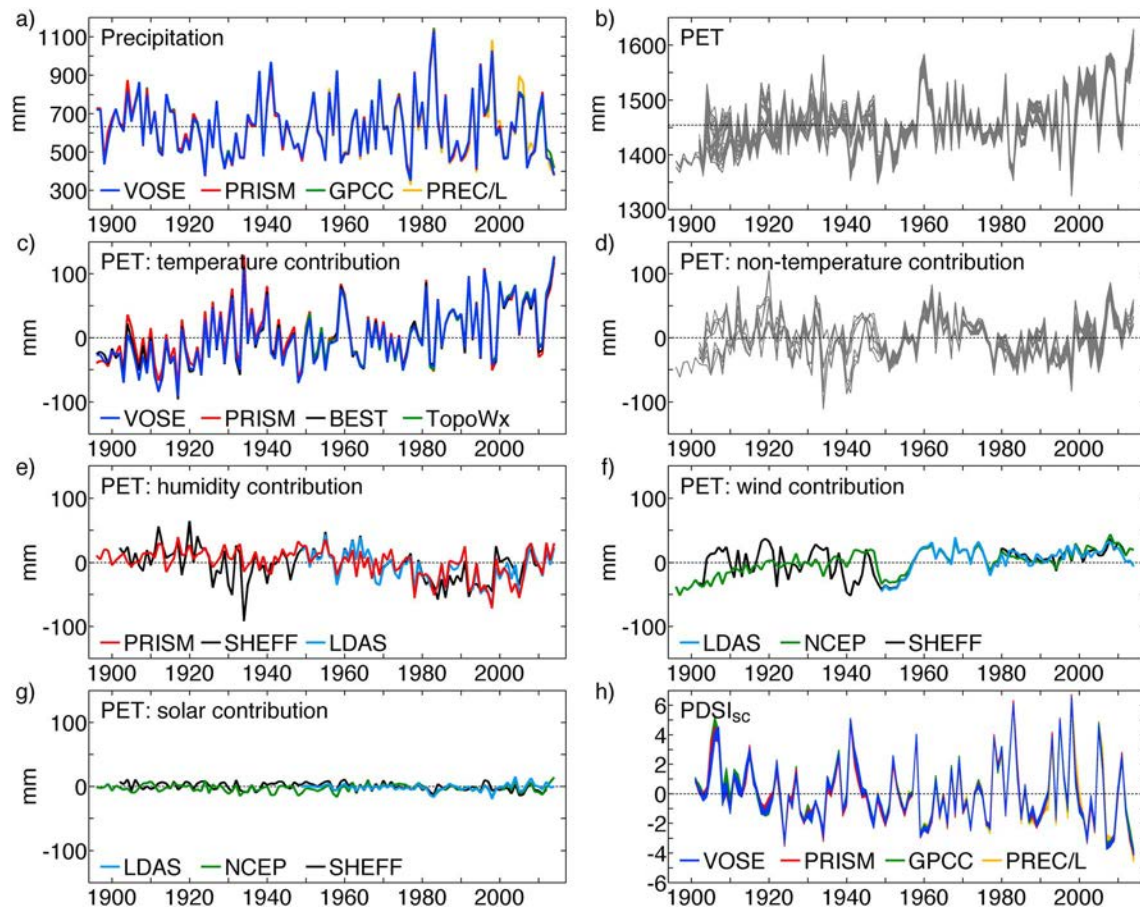 a)
Precipitation
1100
900
700
500
300
mm
VOSE PRISM GPCC PREC/L
1900 1920 1940 1960 1980 2000
b)
PET
1600
1500
1400
1300
mm
1900 1920 1940 1960 1980 2000
c)
PET: temperature contribution
100
0
-100
mm
VOSE PRISM BEST TopoWx
1900 1920 1940 1960 1980 2000
d)
PET: non-temperature contribution
100
0
-100
mm
1900 1920 1940 1960 1980 2000
e)
PET: humidity contribution
100
0
-100
mm
PRISM SHEFF LDAS
1900 1920 1940 1960 1980 2000
f)
PET: wind contribution
100
0
-100
mm
LDAS NCEP SHEFF
1900 1920 1940 1960 1980 2000
g)
PET: solar contribution
100
0
-100
mm
LDAS NCEP SHEFF
1900 1920 1940 1960 1980 2000
h)
PDSIsc
6
4
2
0
-2
-4
-6
VOSE PRISM GPCC PREC/L
1900 1920 1940 1960 1980 2000